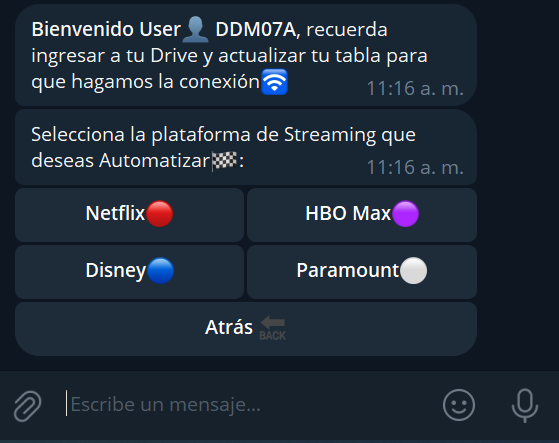 Bienvenido User👤 DDM07A, recuerda
ingresar a tu Drive y actualizar tu tabla para
que hagamos la conexión🛜
11:16 a. m.
Selecciona la plataforma de Streaming que
deseas Automatizar🏁:
11:16 a. m.
Netflix🔴
HBO Max🟣
Disney🔵
Paramount⚪
Atrás 🔙
Escribe un mensaje...